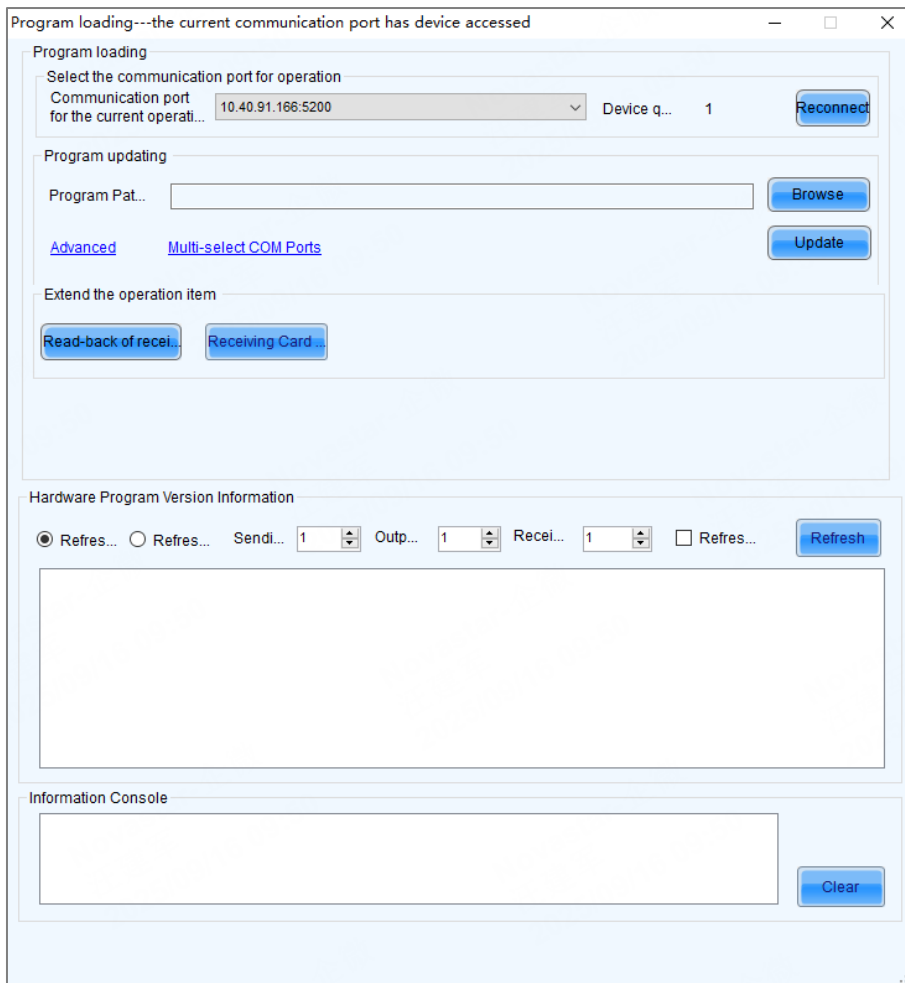 Program loading---the current communication port has device accessed
Program loading
Select the communication port for operation
Communication port
for the current operati...
10.40.91.166:5200
Device q...
1
Reconnect
Program updating
Program Pat...
Browse
Advanced
Multi-select COM Ports
Update
Extend the operation item
Read-back of recei...
Receiving Card ...
Hardware Program Version Information
Refres...
Refres...
Sendi...
1
Outp...
1
Recei...
1
Refres...
Refresh
Information Console
Clear